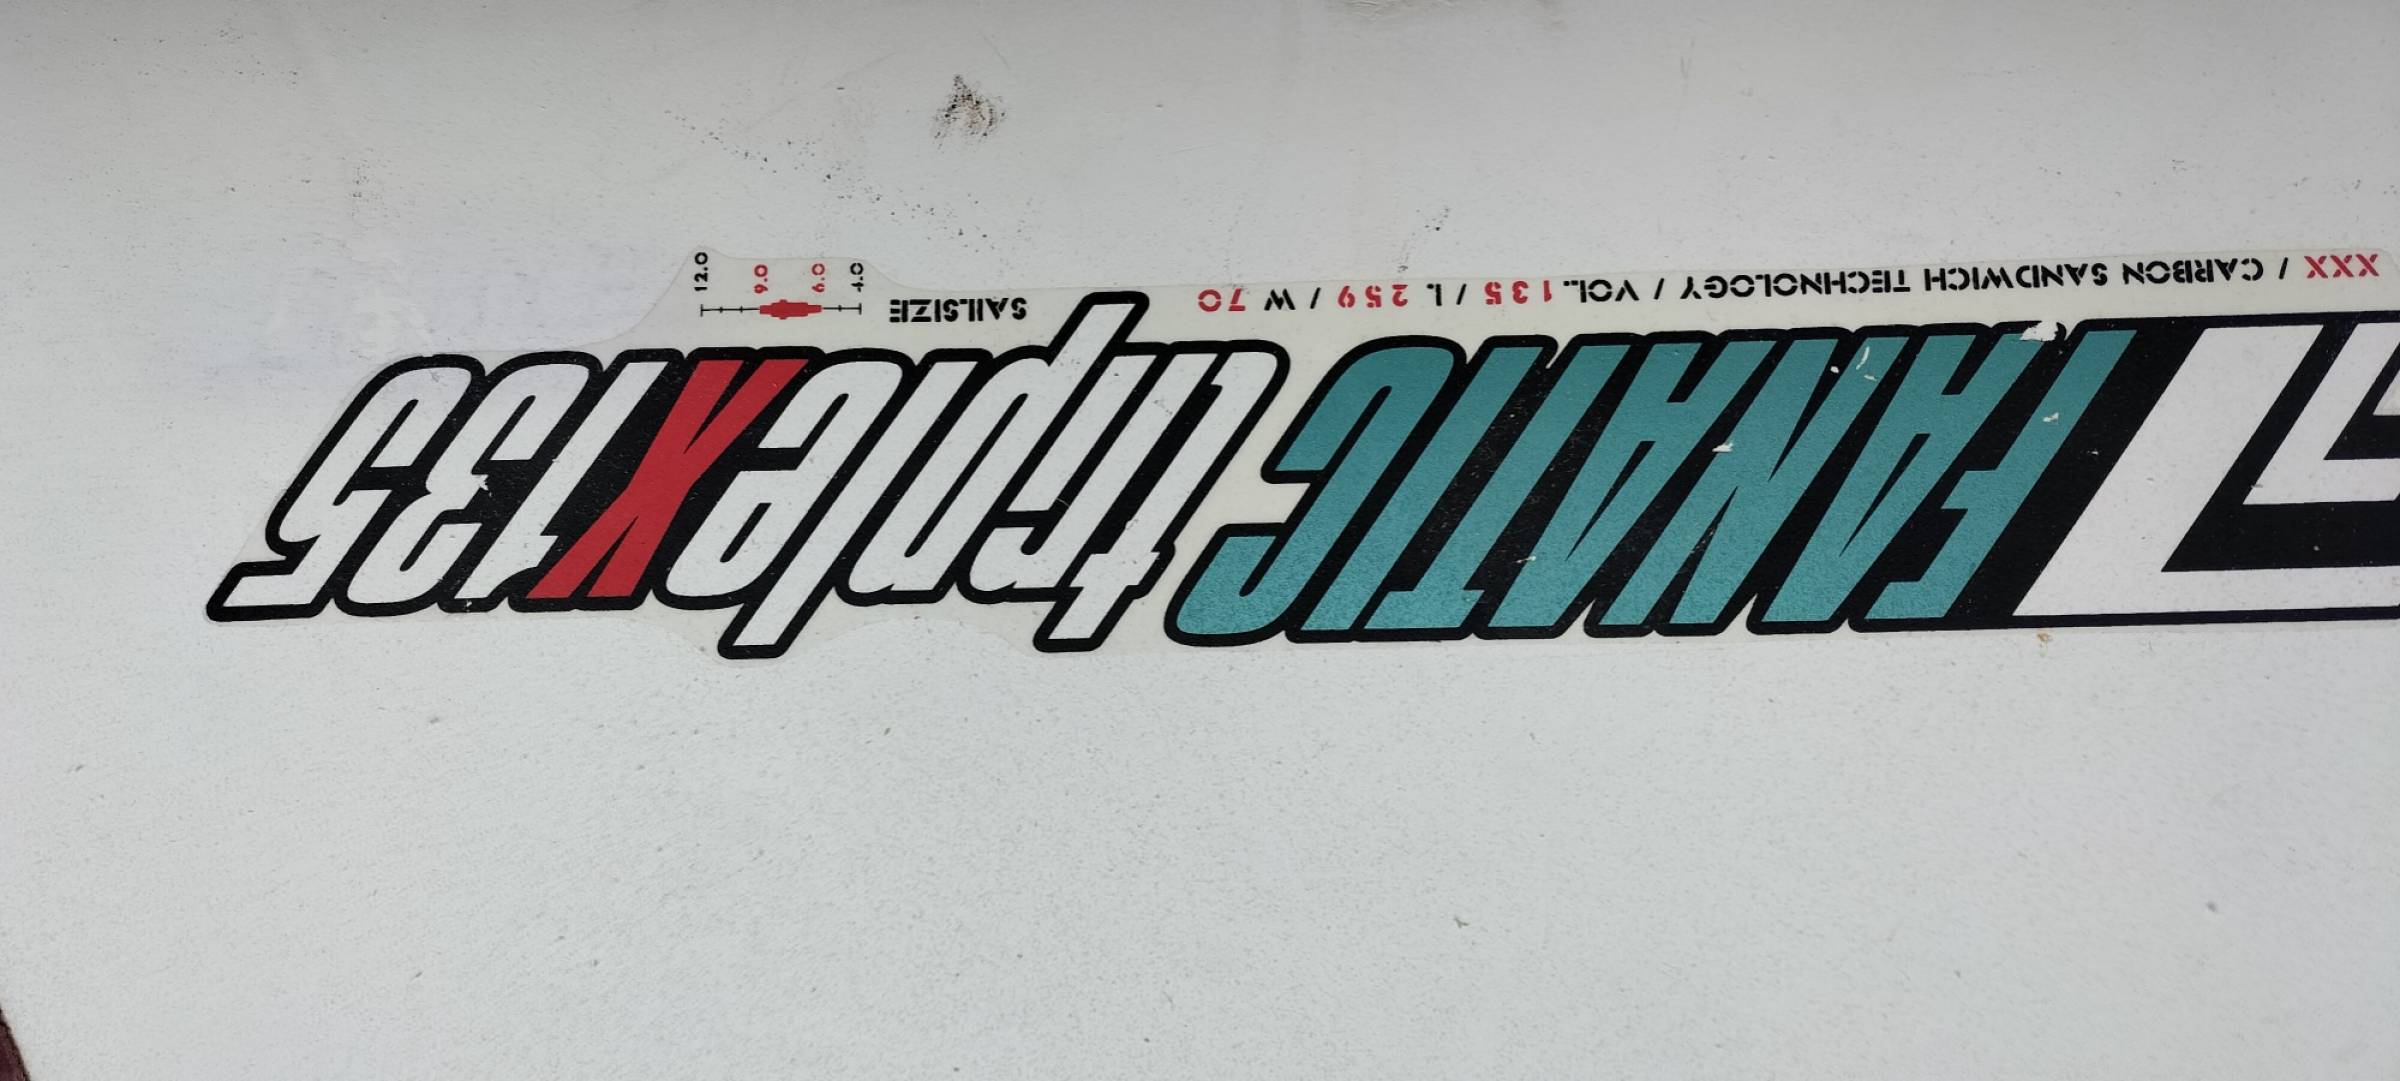 FANATIC tripleX135
XXX / CARBON SANDWICH TECHNOLOGY / VOL. 135 / L 259 / W 70
SAILSIZE 4.0 6.0 9.0 12.0